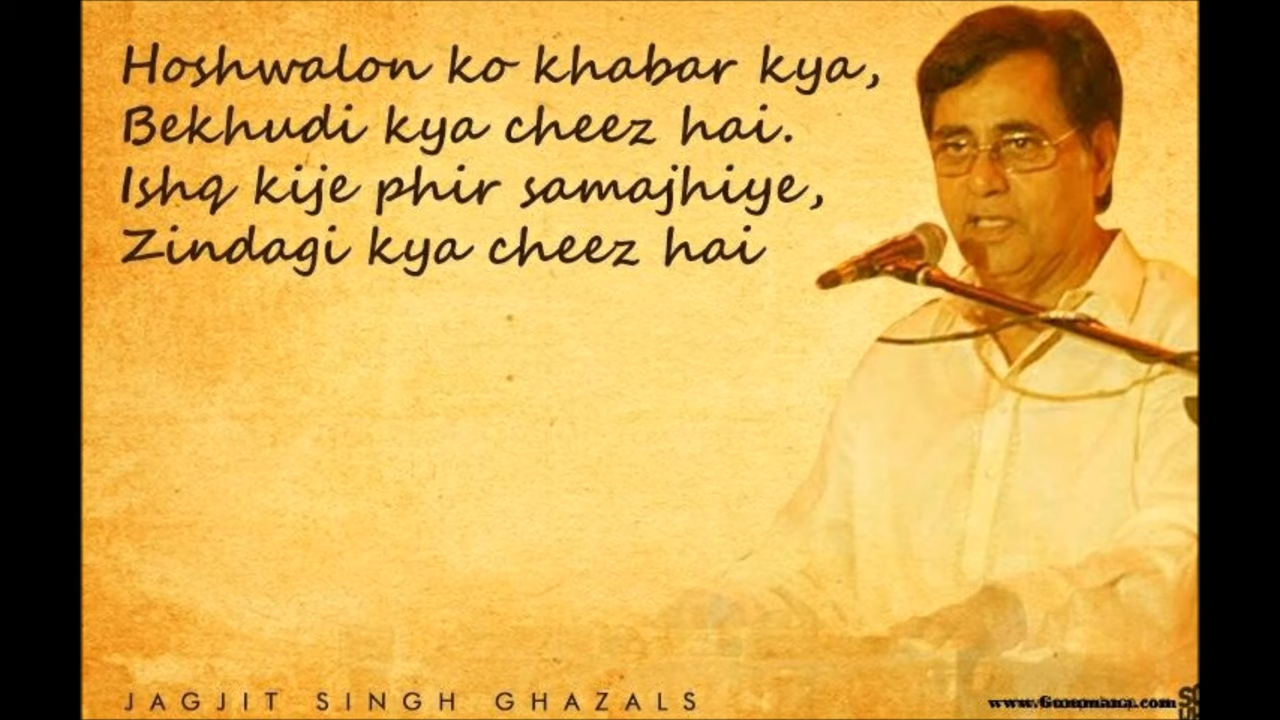 Hoshwalon ko khabar kya,
Bekhudi kya cheez hai.
Ishq kije phir samajhiye,
Zindagi kya cheez hai
JAGJIT SINGH GHAZALS